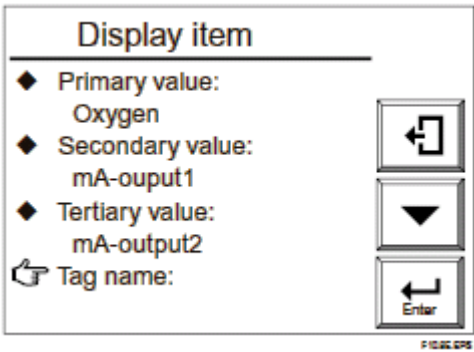 Display item
Primary value:
Oxygen
Secondary value:
mA-ouput1
Tertiary value:
mA-output2
Tag name:
Enter